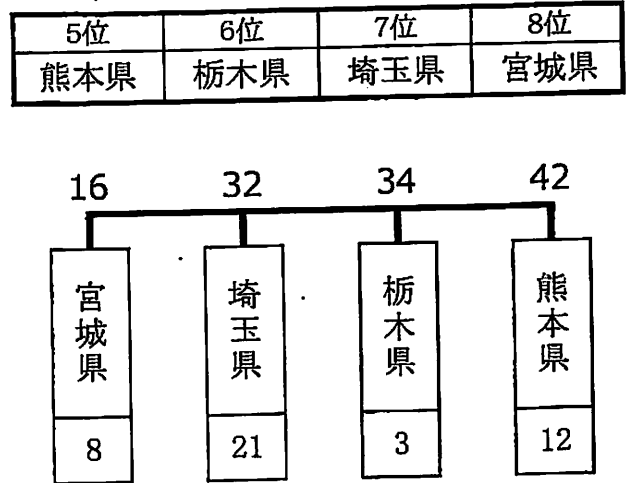 5位 6位 7位 8位
熊本県 栃木県 埼玉県 宮城県
16 32 34 42
宮城県 埼玉県 栃木県 熊本県
8 21 3 12